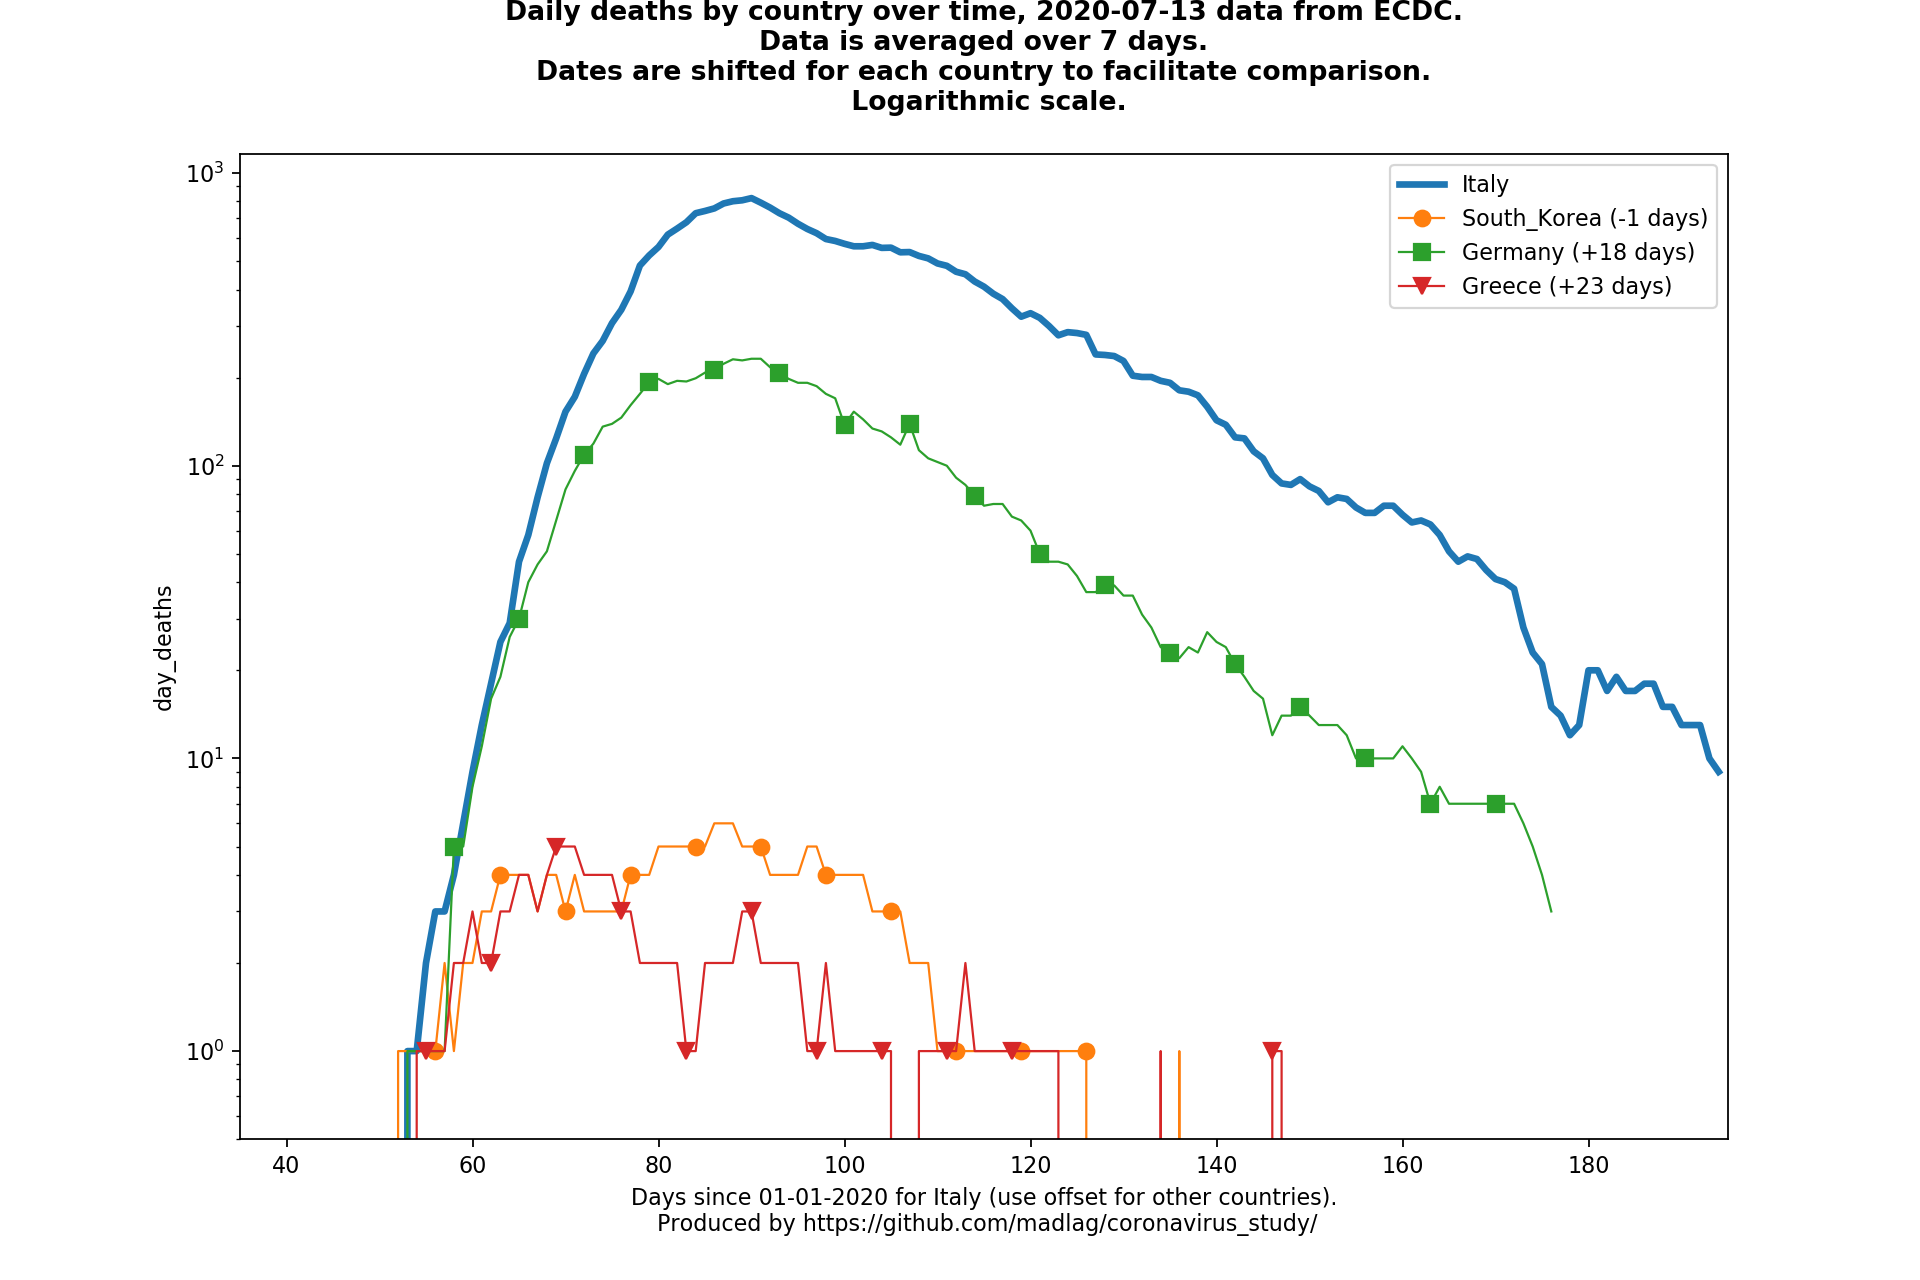 Daily deaths by country over time, 2020-07-13 data from ECDC.
Data is averaged over 7 days.
Dates are shifted for each country to facilitate comparison.
Logarithmic scale.
10³
10²
10¹
10⁰
day_deaths
Italy
South_Korea (-1 days)
Germany (+18 days)
Greece (+23 days)
40 60 80 100 120 140 160 180
Days since 01-01-2020 for Italy (use offset for other countries).
Produced by https://github.com/madlag/coronavirus_study/